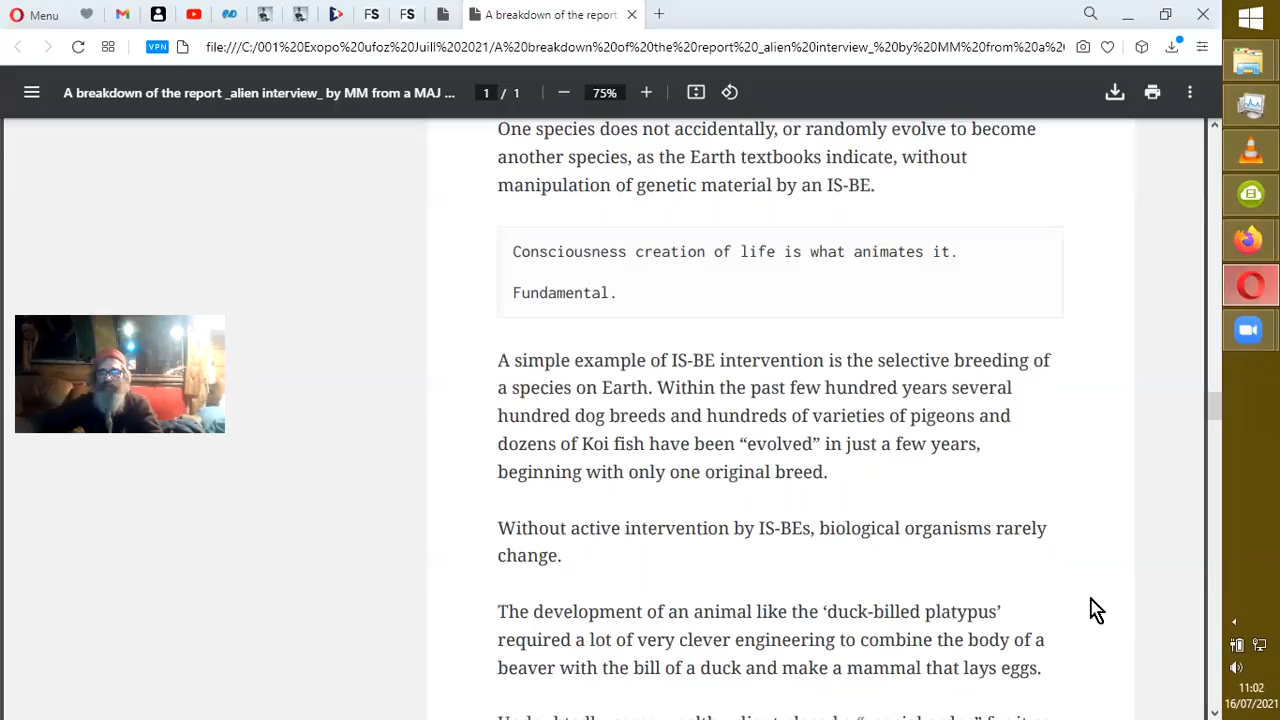 Menu
FS
FS
A breakdown of the report
VPN
file:///C:/001%20Exopo%20ufoz%20Juill%202021/A%20breakdown%20of%20the%20report%20_alien%20interview_%20by%20MM%20from%20a%20
A breakdown of the report _alien interview_ by MM from a MAJ ...
1 / 1
75%
One species does not accidentally, or randomly evolve to become
another species, as the Earth textbooks indicate, without
manipulation of genetic material by an IS-BE.
Consciousness creation of life is what animates it.
Fundamental.
A simple example of IS-BE intervention is the selective breeding of
a species on Earth. Within the past few hundred years several
hundred dog breeds and hundreds of varieties of pigeons and
dozens of Koi fish have been “evolved” in just a few years,
beginning with only one original breed.
Without active intervention by IS-BEs, biological organisms rarely
change.
The development of an animal like the ‘duck-billed platypus’
required a lot of very clever engineering to combine the body of a
beaver with the bill of a duck and make a mammal that lays eggs.
11:02
16/07/2021